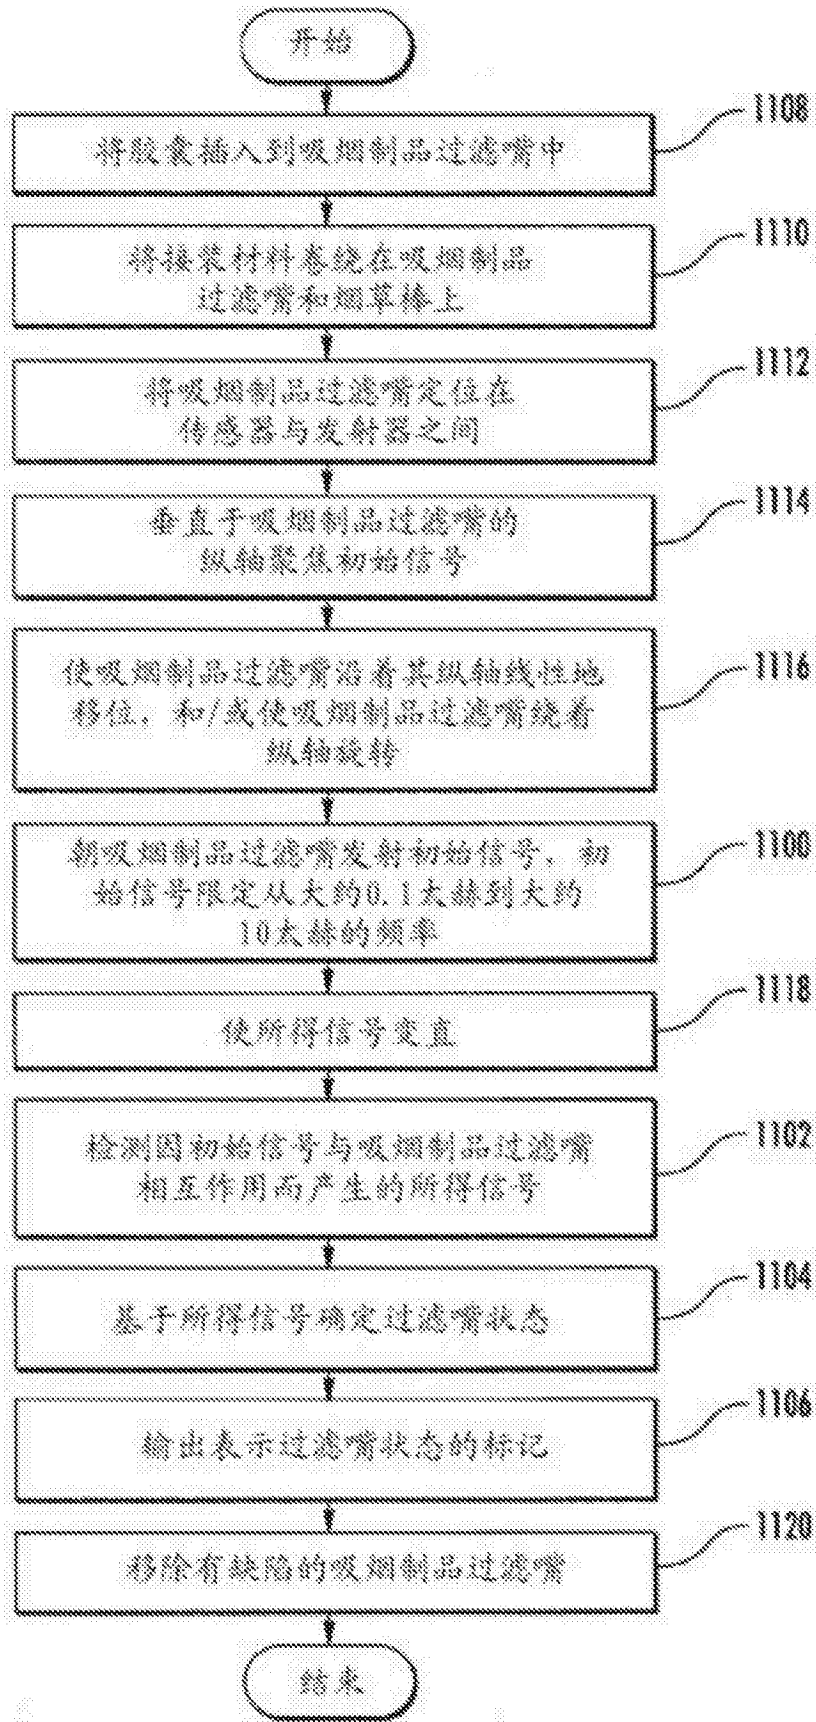 开始
1108
将胶囊插入到吸烟制品过滤嘴中
1110
将接装材料卷绕在吸烟制品
过滤嘴和烟草棒上
1112
将吸烟制品过滤嘴定位在
传感器与发射器之间
1114
垂直于吸烟制品过滤嘴的
纵轴聚焦初始信号
1116
使吸烟制品过滤嘴沿着其纵轴线性地
移位，和/或使吸烟制品过滤嘴绕着
纵轴旋转
1100
朝吸烟制品过滤嘴发射初始信号，初
始信号限定从大约0.1太赫到大约
10太赫的频率
1118
使所得信号变直
1102
检测因初始信号与吸烟制品过滤嘴
相互作用而产生的所得信号
1104
基于所得信号确定过滤嘴状态
1106
输出表示过滤嘴状态的标记
1120
移除有缺陷的吸烟制品过滤嘴
结束